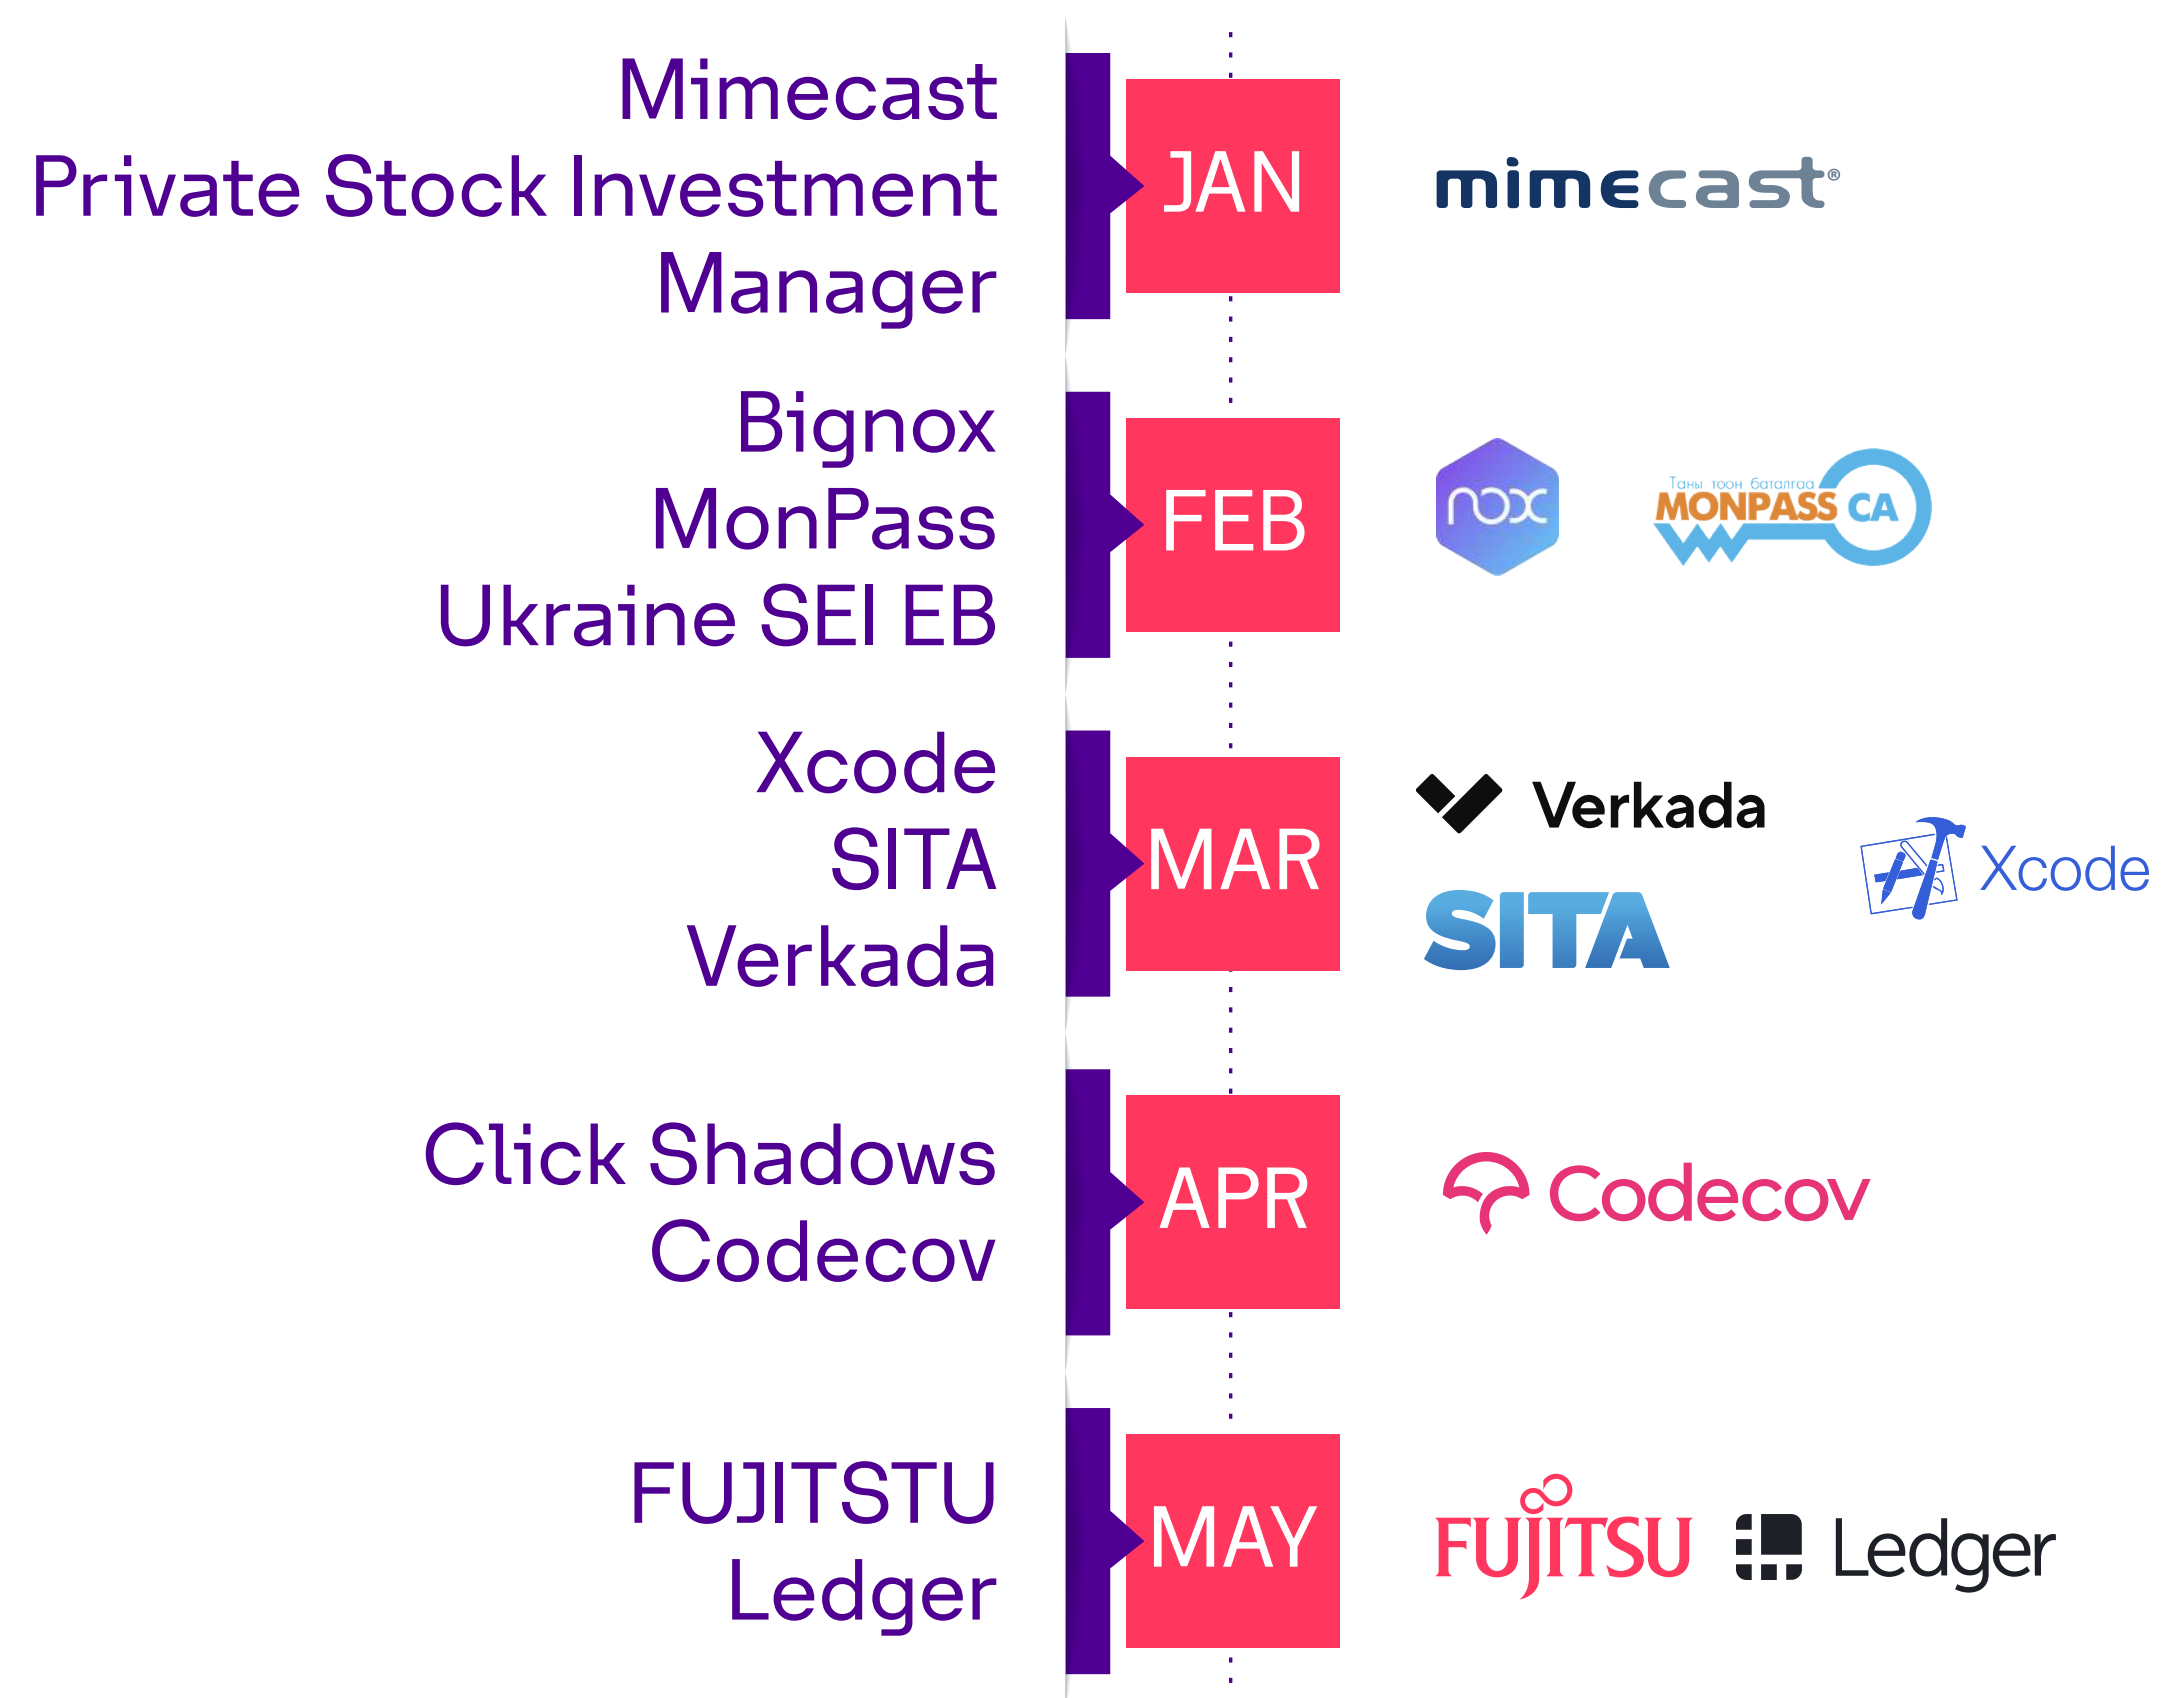 Mimecast
Private Stock Investment
Manager
JAN
mimecast®
Bignox
MonPass
Ukraine SEI EB
FEB
nox
Таны тоон баталгаа
MONPASS CA
Xcode
SITA
Verkada
MAR
Verkada
Xcode
SITA
Click Shadows
Codecov
APR
Codecov
FUJITSTU
Ledger
MAY
FUJITSU
Ledger